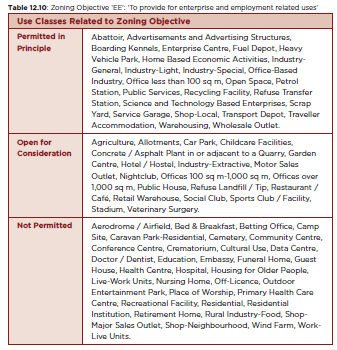 Table 12.10: Zoning Objective 'EE': 'To provide for enterprise and employment related uses'
Use Classes Related to Zoning Objective
Permitted in
Principle
Abattoir, Advertisements and Advertising Structures,
Boarding Kennels, Enterprise Centre, Fuel Depot, Heavy
Vehicle Park, Home Based Economic Activities, Industry-
General, Industry-Light, Industry-Special, Office-Based
Industry, Office less than 100 sq m, Open Space, Petrol
Station, Public Services, Recycling Facility, Refuse Transfer
Station, Science and Technology Based Enterprises, Scrap
Yard, Service Garage, Shop-Local, Transport Depot, Traveller
Accommodation, Warehousing, Wholesale Outlet.
Open for
Consideration
Agriculture, Allotments, Car Park, Childcare Facilities,
Concrete / Asphalt Plant in or adjacent to a Quarry, Garden
Centre, Hotel / Hostel, Industry-Extractive, Motor Sales
Outlet, Nightclub, Offices 100 sq m-1,000 sq m, Offices over
1,000 sq m, Public House, Refuse Landfill / Tip, Restaurant /
Café, Retail Warehouse, Social Club, Sports Club / Facility,
Stadium, Veterinary Surgery.
Not Permitted
Aerodrome / Airfield, Bed & Breakfast, Betting Office, Camp
Site, Caravan Park-Residential, Cemetery, Community Centre,
Conference Centre, Crematorium, Cultural Use, Data Centre,
Doctor / Dentist, Education, Embassy, Funeral Home, Guest
House, Health Centre, Hospital, Housing for Older People,
Live-Work Units, Nursing Home, Off-Licence, Outdoor
Entertainment Park, Place of Worship, Primary Health Care
Centre, Recreational Facility, Residential, Residential
Institution, Retirement Home, Rural Industry-Food, Shop-
Major Sales Outlet, Shop-Neighbourhood, Wind Farm, Work-
Live Units.